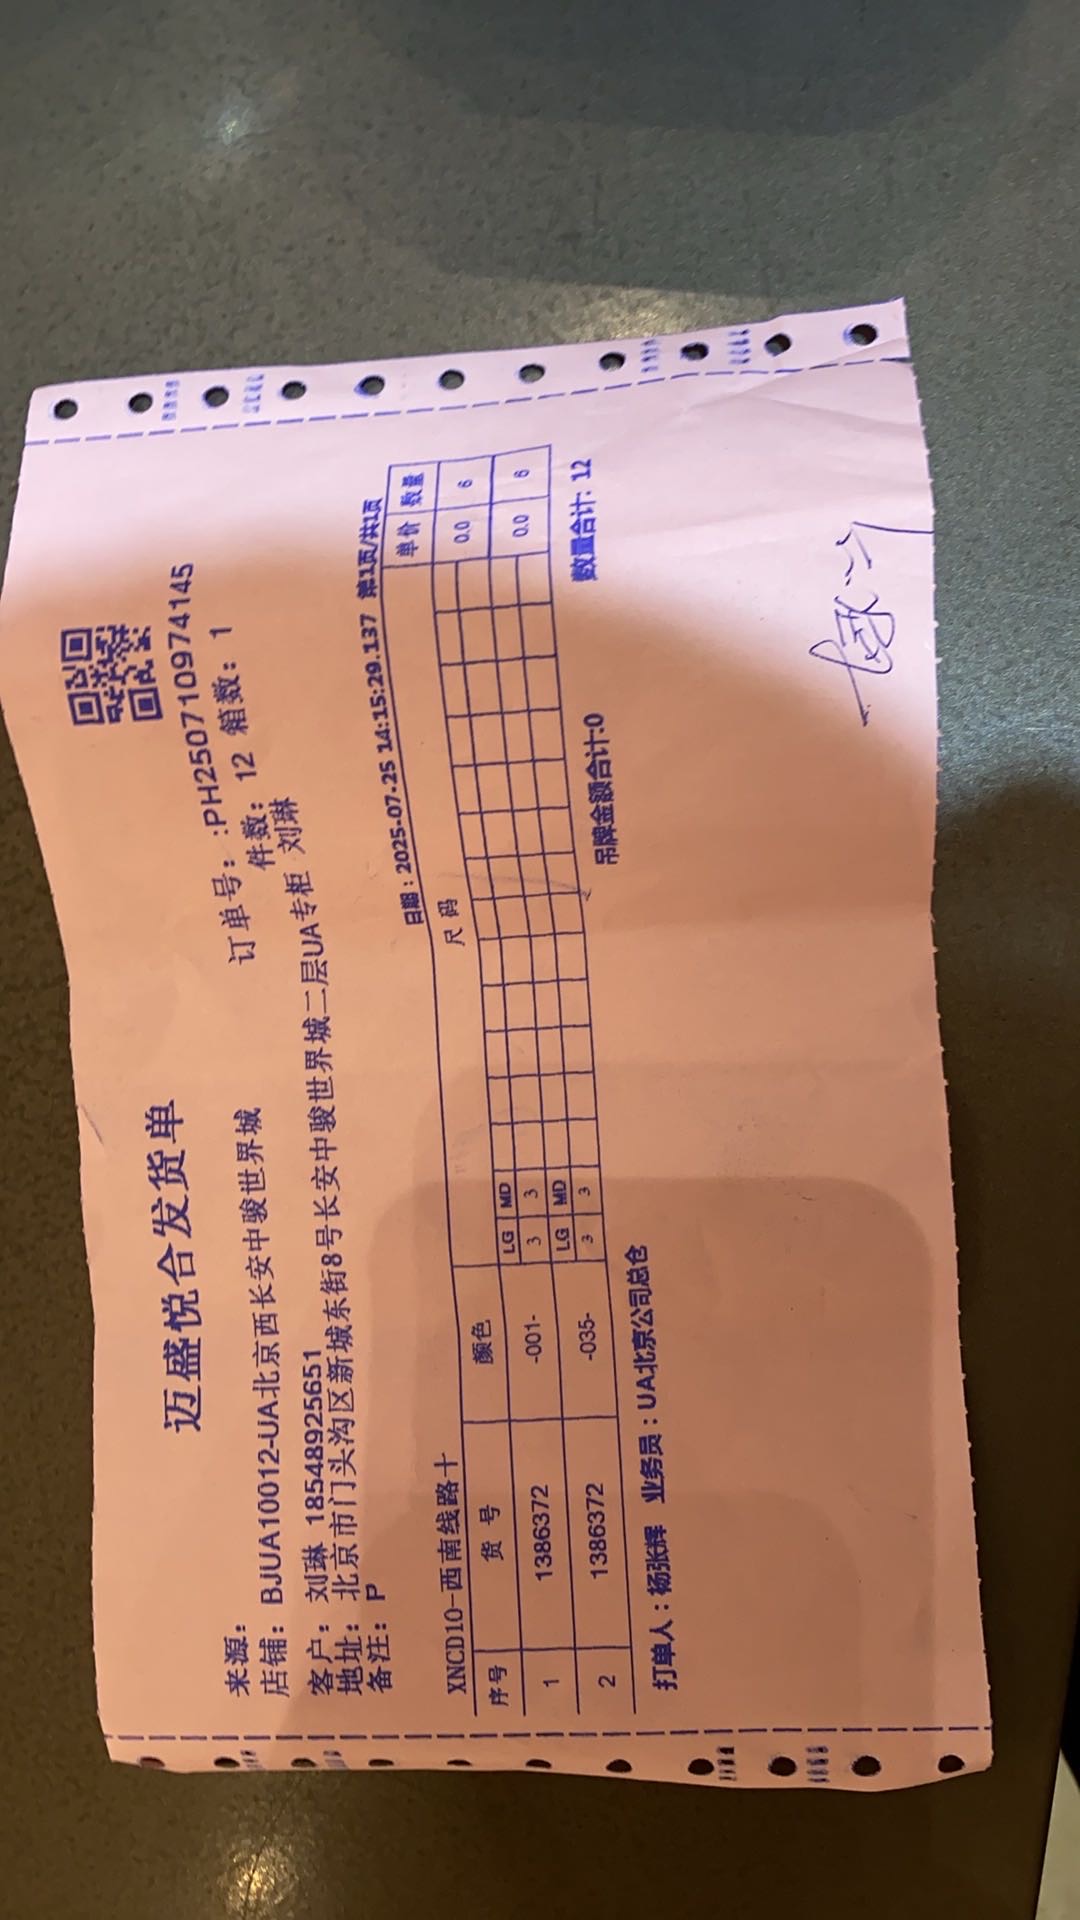 迈盛悦合发货单
来源：
订单号：:PH250710974145
店铺：BJUA10012-UA北京西长安中骏世界城
件数：12 箱数：1
客户：刘琳 18548925651
地址：北京市门头沟区新城东街8号长安中骏世界城二层UA专柜 刘琳
备注：P
日期：2025-07-25 14:15:29.137 第1页/共1页
XNCD10-西南线路十
序号 货号 颜色 尺码 单价 数量
LG MD
1 1386372 -001- 3 3 0.0 6
LG MD
2 1386372 -035- 3 3 0.0 6
打单人：杨张辉 业务员：UA北京公司总仓 吊牌金额合计:0 数量合计: 12